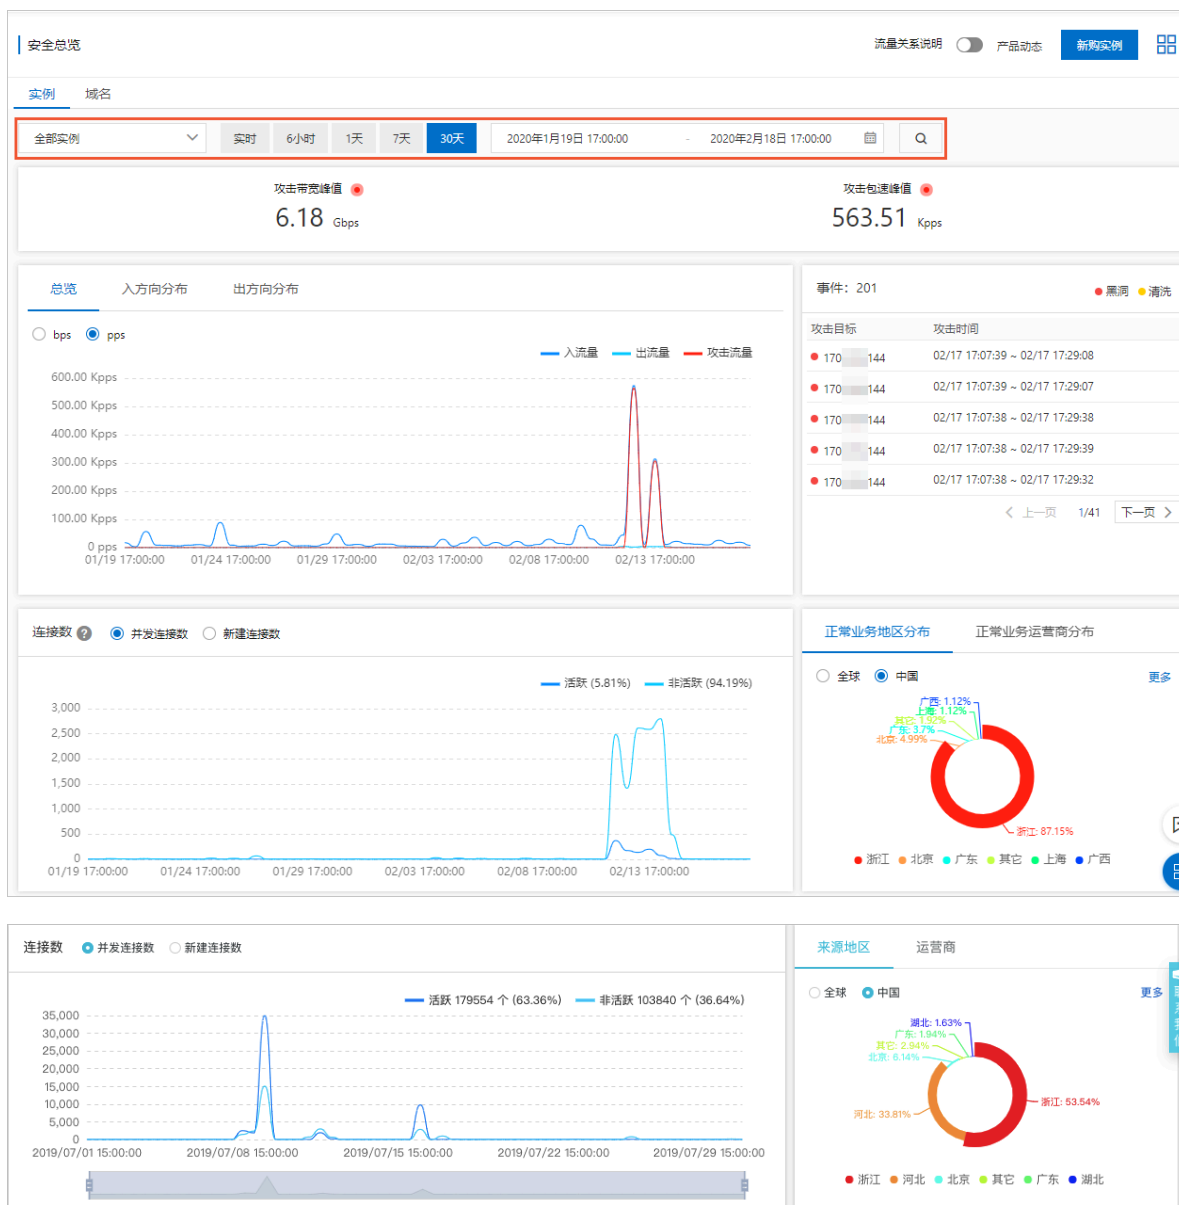 安全总览
流量关系说明 产品动态 新购实例
实例 域名
全部实例 实时 6小时 1天 7天 30天 2020年1月19日 17:00:00 - 2020年2月18日 17:00:00
攻击带宽峰值 攻击包速峰值
6.18 Gbps 563.51 Kpps
总览 入方向分布 出方向分布
bps pps
入流量 出流量 攻击流量
600.00 Kpps
500.00 Kpps
400.00 Kpps
300.00 Kpps
200.00 Kpps
100.00 Kpps
0 pps
01/19 17:00:00 01/24 17:00:00 01/29 17:00:00 02/03 17:00:00 02/08 17:00:00 02/13 17:00:00
事件：201 黑洞 清洗
攻击目标 攻击时间
170 144 02/17 17:07:39 ~ 02/17 17:29:08
170 144 02/17 17:07:39 ~ 02/17 17:29:07
170 144 02/17 17:07:38 ~ 02/17 17:29:38
170 144 02/17 17:07:38 ~ 02/17 17:29:39
170 144 02/17 17:07:38 ~ 02/17 17:29:32
上一页 1/41 下一页
连接数 ? 并发连接数 新建连接数
活跃 (5.81%) 非活跃 (94.19%)
3,000
2,500
2,000
1,500
1,000
500
0
01/19 17:00:00 01/24 17:00:00 01/29 17:00:00 02/03 17:00:00 02/08 17:00:00 02/13 17:00:00
正常业务地区分布 正常业务运营商分布
全球 中国 更多
广西: 1.12%
上海: 1.12%
其它: 1.92%
广东: 3.7%
北京: 4.99%
浙江: 87.15%
浙江 北京 广东 其它 上海 广西
连接数 并发连接数 新建连接数
活跃 179554 个 (63.36%) 非活跃 103840 个 (36.64%)
35,000
30,000
25,000
20,000
15,000
10,000
5,000
0
2019/07/01 15:00:00 2019/07/08 15:00:00 2019/07/15 15:00:00 2019/07/22 15:00:00 2019/07/29 15:00:00
来源地区 运营商
全球 中国 更多
湖北: 1.63%
广东: 1.94%
其它: 2.94%
北京: 6.14%
河北: 33.81%
浙江: 53.54%
浙江 河北 北京 其它 广东 湖北